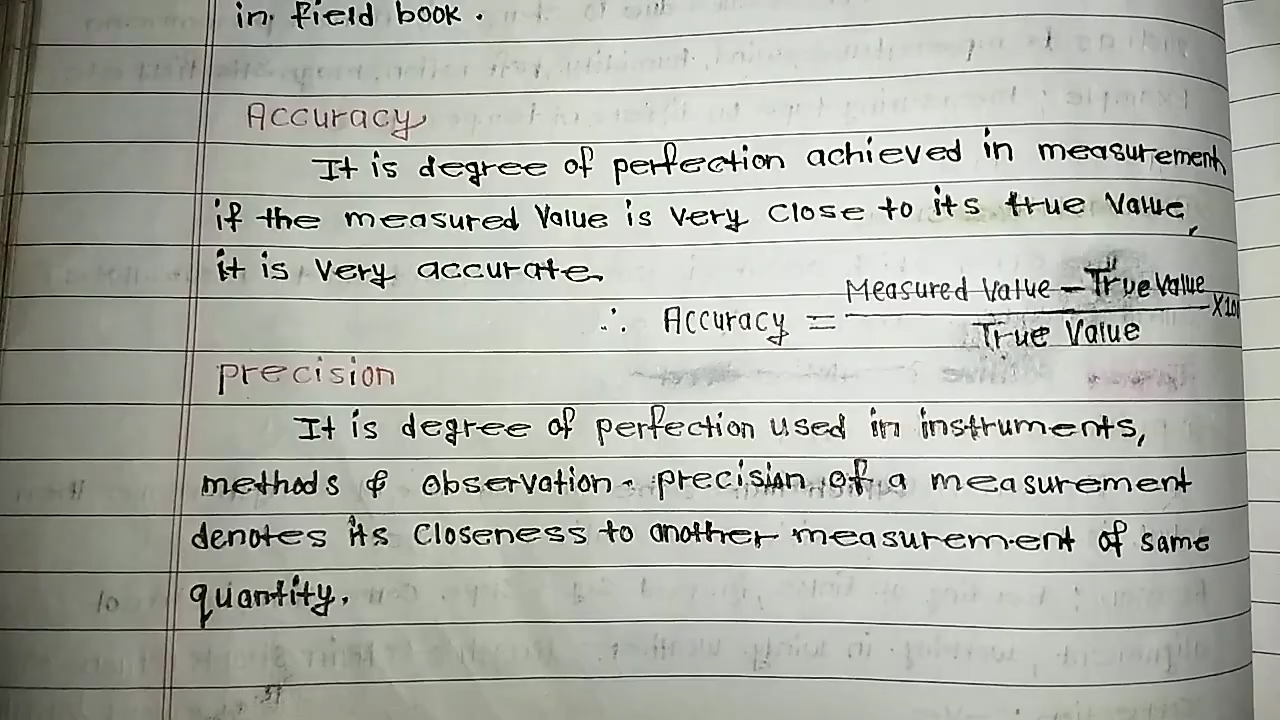 in field book.
Accuracy
It is degree of perfection achieved in measurement
if the measured value is very close to its true value,
it is very accurate.
∴ Accuracy = Measured value - True value / True value × 100
precision
It is degree of perfection used in instruments,
methods & observation. precision of a measurement
denotes its closeness to another measurement of same
quantity.